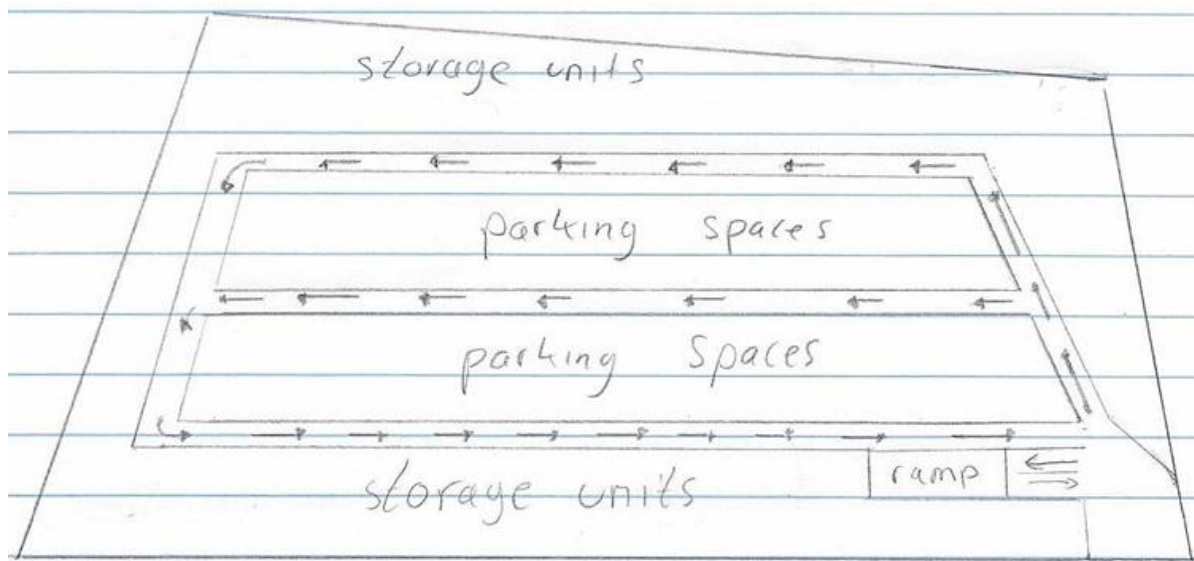 storage units
parking spaces
parking spaces
ramp
storage units